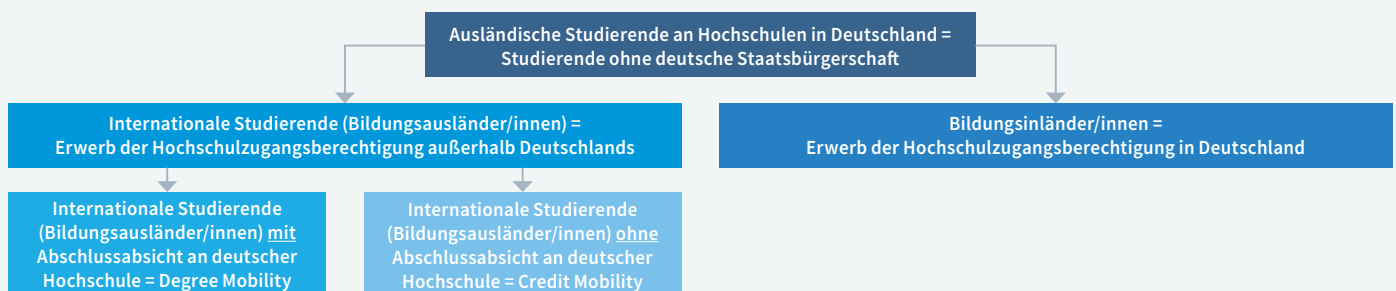 Ausländische Studierende an Hochschulen in Deutschland =
Studierende ohne deutsche Staatsbürgerschaft
Internationale Studierende (Bildungsausländer/innen) =
Erwerb der Hochschulzugangsberechtigung außerhalb Deutschlands
Bildungsinländer/innen =
Erwerb der Hochschulzugangsberechtigung in Deutschland
Internationale Studierende
(Bildungsausländer/innen) mit
Abschlussabsicht an deutscher
Hochschule = Degree Mobility
Internationale Studierende
(Bildungsausländer/innen) ohne
Abschlussabsicht an deutscher
Hochschule = Credit Mobility